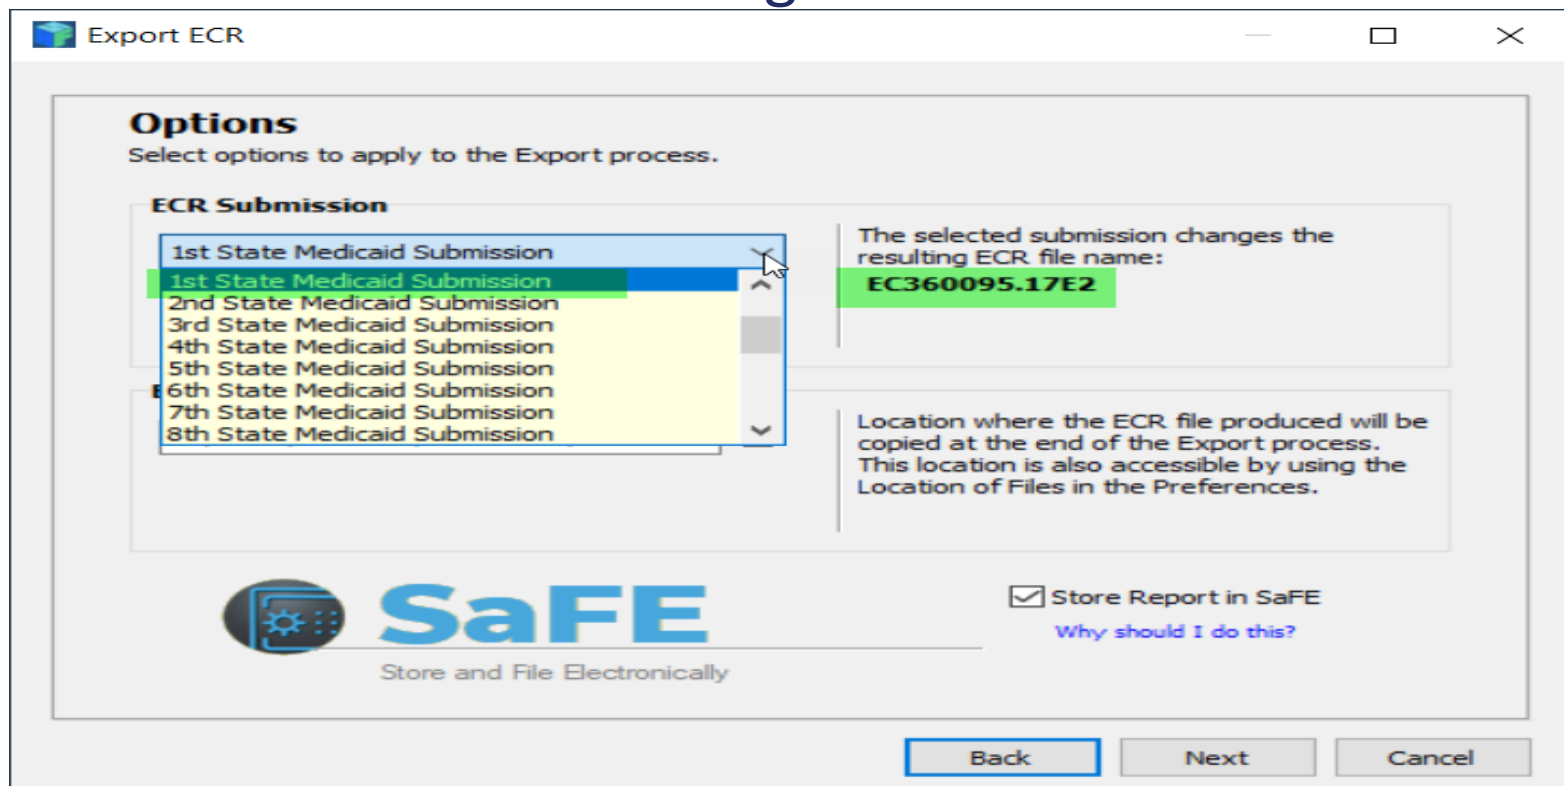 Export ECR
Options
Select options to apply to the Export process.
ECR Submission
1st State Medicaid Submission
1st State Medicaid Submission
2nd State Medicaid Submission
3rd State Medicaid Submission
4th State Medicaid Submission
5th State Medicaid Submission
6th State Medicaid Submission
7th State Medicaid Submission
8th State Medicaid Submission
The selected submission changes the
resulting ECR file name:
EC360095.17E2
Location where the ECR file produced will be
copied at the end of the Export process.
This location is also accessible by using the
Location of Files in the Preferences.
SaFE
Store and File Electronically
Store Report in SaFE
Why should I do this?
Back
Next
Cancel